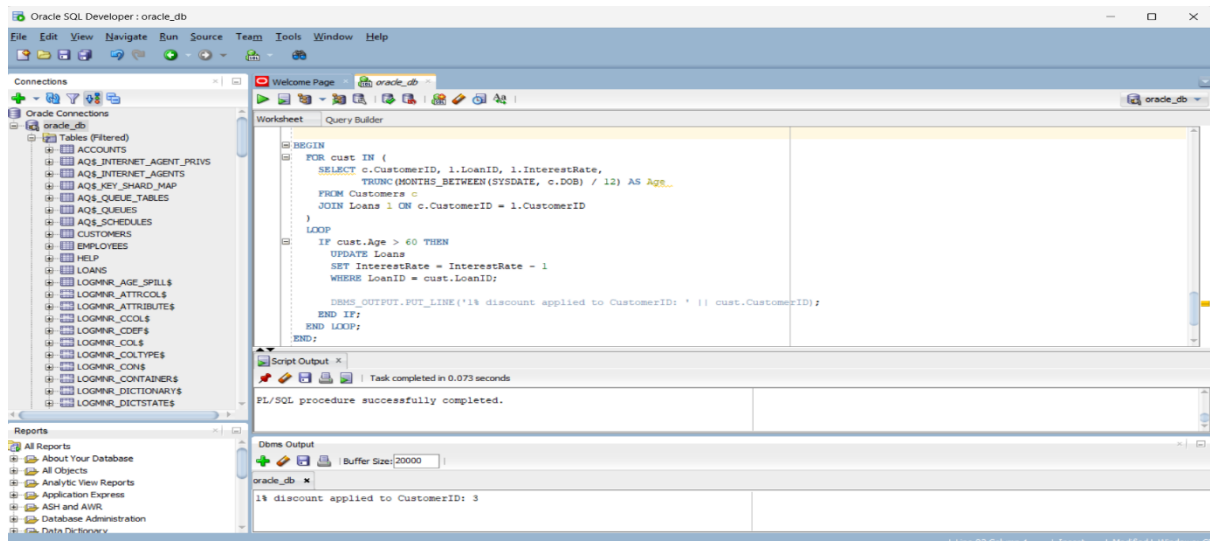 Oracle SQL Developer : oracle_db
File Edit View Navigate Run Source Team Tools Window Help
Connections
Oracle Connections
oracle_db
Tables (Filtered)
ACCOUNTS
AQ$_INTERNET_AGENT_PRIVS
AQ$_INTERNET_AGENTS
AQ$_KEY_SHARD_MAP
AQ$_QUEUE_TABLES
AQ$_QUEUES
AQ$_SCHEDULES
CUSTOMERS
EMPLOYEES
HELP
LOANS
LOGMNR_AGE_SPILL$
LOGMNR_ATTRCOL$
LOGMNR_ATTRIBUTE$
LOGMNR_CCOL$
LOGMNR_CDEF$
LOGMNR_COL$
LOGMNR_COLTYPE$
LOGMNR_CON$
LOGMNR_CONTAINER$
LOGMNR_DICTIONARY$
LOGMNR_DICTSTATE$
Reports
All Reports
About Your Database
All Objects
Analytic View Reports
Application Express
ASH and AWR
Database Administration
Data Dictionary
Welcome Page oracle_db
oracle_db
Worksheet Query Builder
BEGIN
FOR cust IN (
SELECT c.CustomerID, l.LoanID, l.InterestRate,
TRUNC(MONTHS_BETWEEN(SYSDATE, c.DOB) / 12) AS Age
FROM Customers c
JOIN Loans l ON c.CustomerID = l.CustomerID
)
LOOP
IF cust.Age > 60 THEN
UPDATE Loans
SET InterestRate = InterestRate - 1
WHERE LoanID = cust.LoanID;
DBMS_OUTPUT.PUT_LINE('1% discount applied to CustomerID: ' || cust.CustomerID);
END IF;
END LOOP;
END;
Script Output
Task completed in 0.073 seconds
PL/SQL procedure successfully completed.
Dbms Output
Buffer Size: 20000
oracle_db
1% discount applied to CustomerID: 3